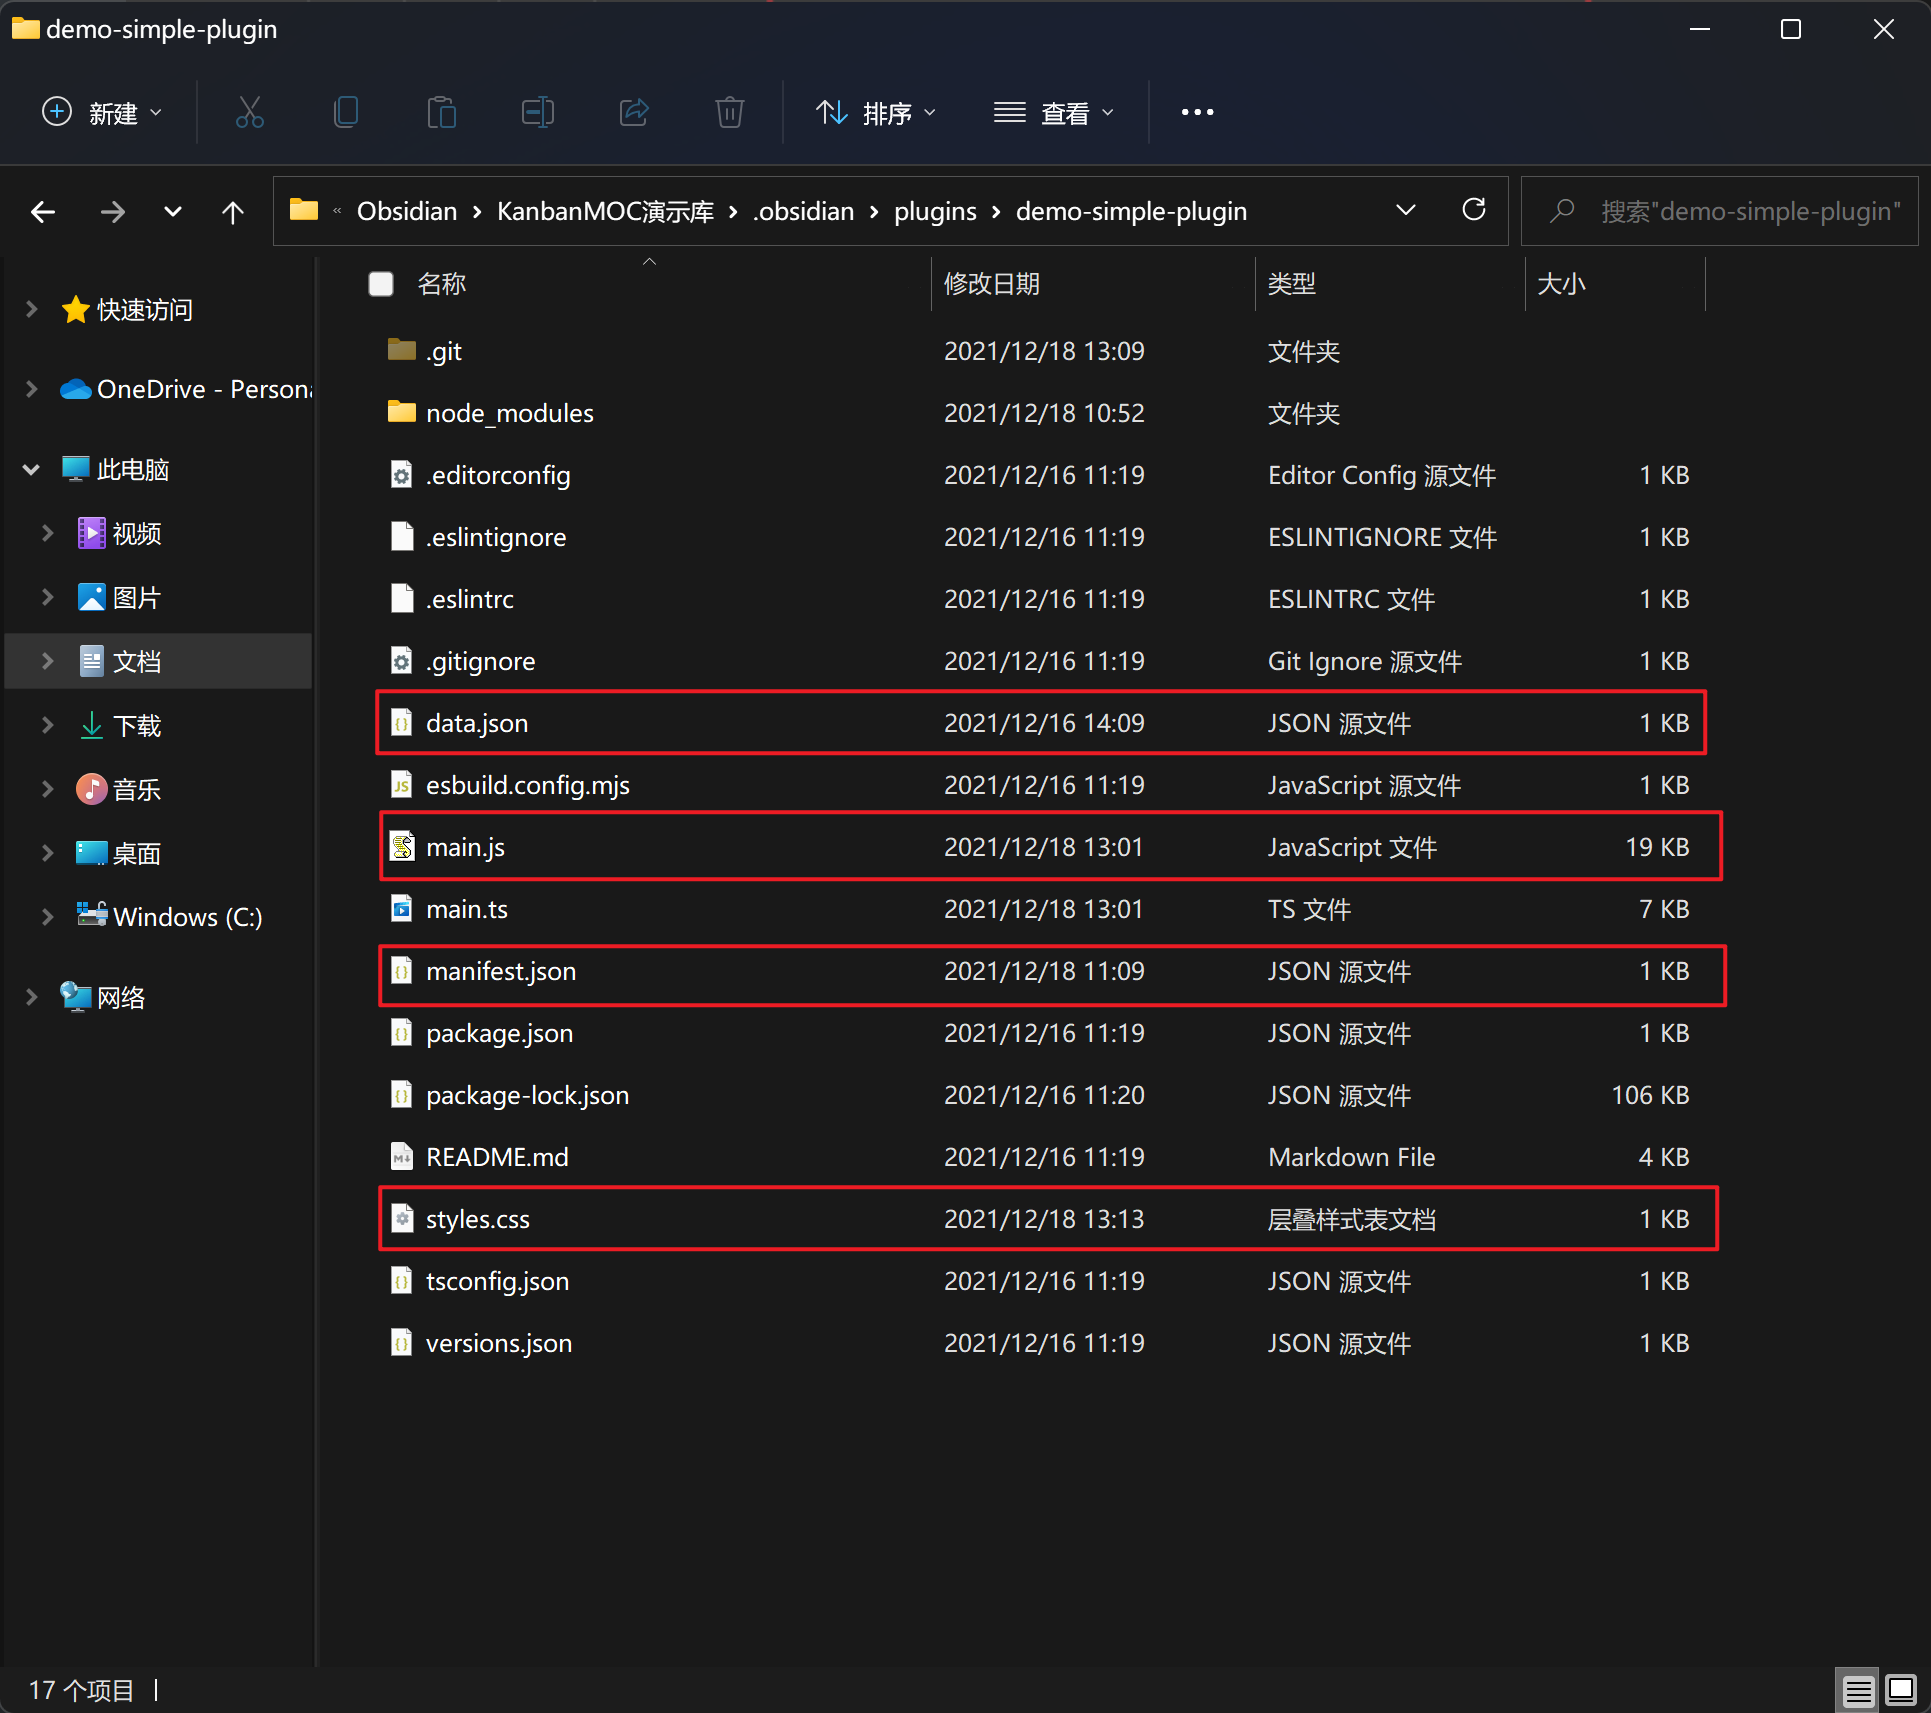 demo-simple-plugin
新建
排序
查看
« Obsidian › KanbanMOC演示库 › .obsidian › plugins › demo-simple-plugin
搜索"demo-simple-plugin"
快速访问
OneDrive - Persona
此电脑
视频
图片
文档
下载
音乐
桌面
Windows (C:)
网络
名称 修改日期 类型 大小
.git 2021/12/18 13:09 文件夹
node_modules 2021/12/18 10:52 文件夹
.editorconfig 2021/12/16 11:19 Editor Config 源文件 1 KB
.eslintignore 2021/12/16 11:19 ESLINTIGNORE 文件 1 KB
.eslintrc 2021/12/16 11:19 ESLINTRC 文件 1 KB
.gitignore 2021/12/16 11:19 Git Ignore 源文件 1 KB
data.json 2021/12/16 14:09 JSON 源文件 1 KB
esbuild.config.mjs 2021/12/16 11:19 JavaScript 源文件 1 KB
main.js 2021/12/18 13:01 JavaScript 文件 19 KB
main.ts 2021/12/18 13:01 TS 文件 7 KB
manifest.json 2021/12/18 11:09 JSON 源文件 1 KB
package.json 2021/12/16 11:19 JSON 源文件 1 KB
package-lock.json 2021/12/16 11:20 JSON 源文件 106 KB
README.md 2021/12/16 11:19 Markdown File 4 KB
styles.css 2021/12/18 13:13 层叠样式表文档 1 KB
tsconfig.json 2021/12/16 11:19 JSON 源文件 1 KB
versions.json 2021/12/16 11:19 JSON 源文件 1 KB
17 个项目